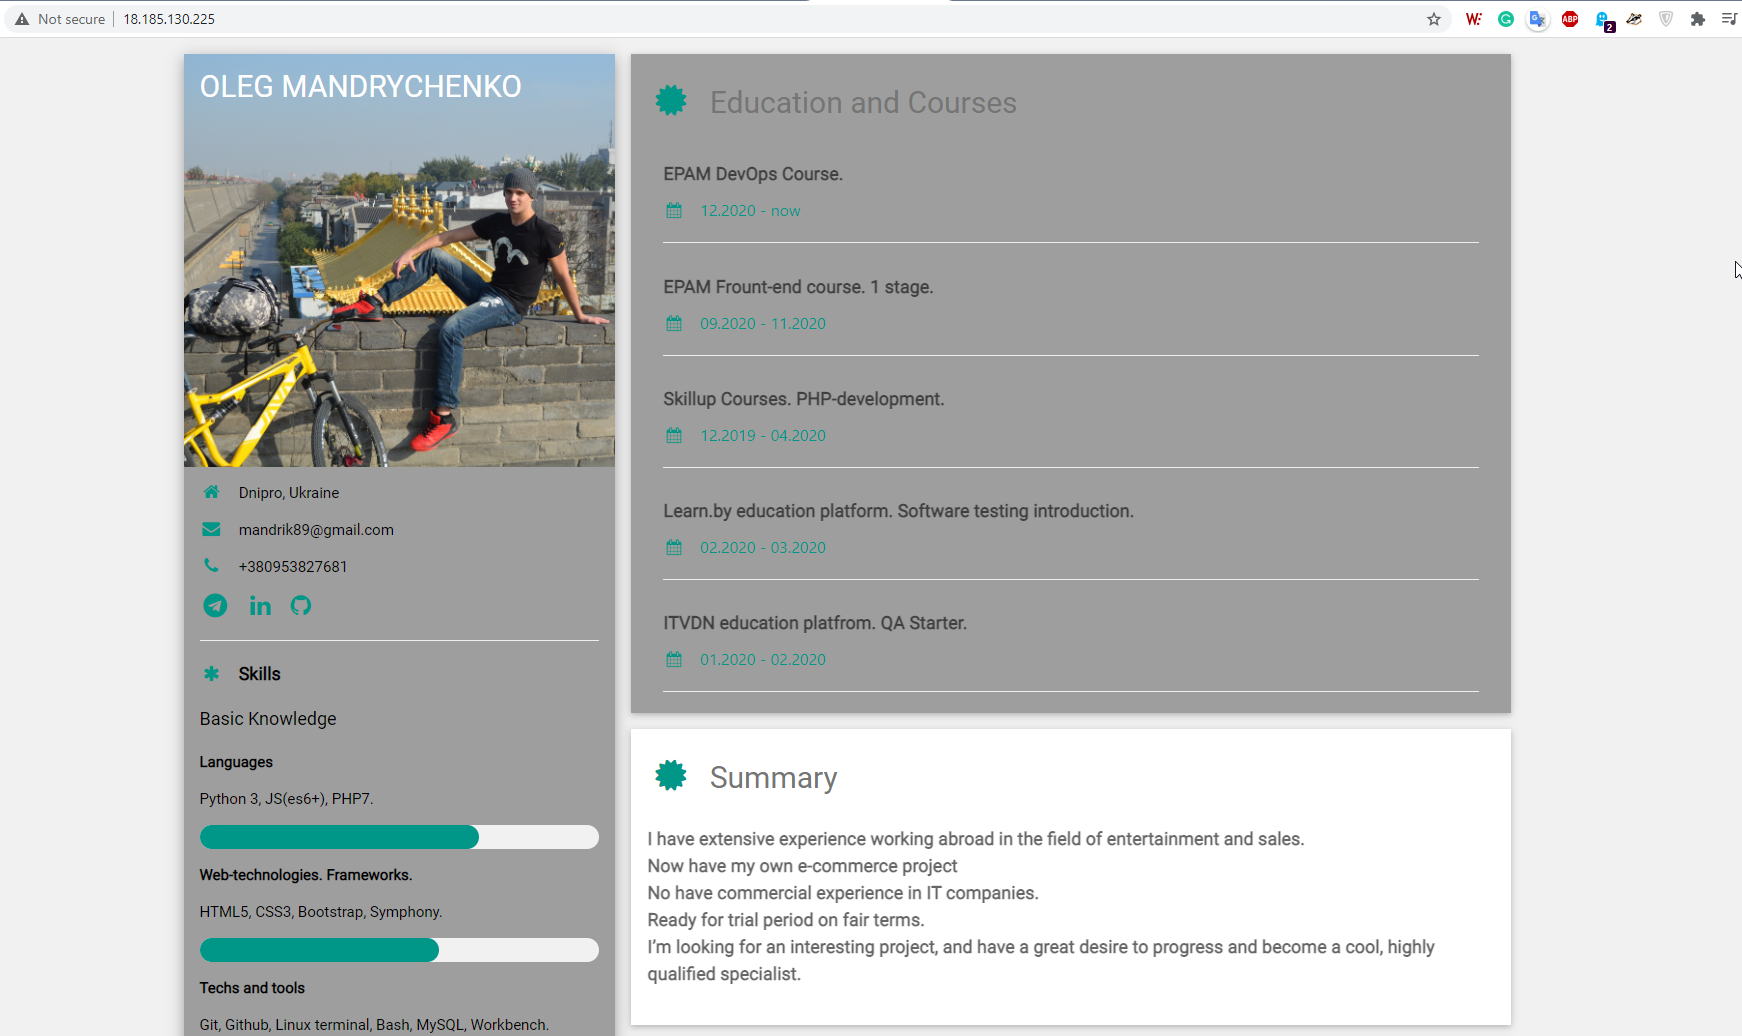 Not secure
18.185.130.225
W:
G
ABP
2
OLEG MANDRYCHENKO
JAVA
Dnipro, Ukraine
mandrik89@gmail.com
+380953827681
in
Skills
Basic Knowledge
Languages
Python 3, JS(es6+), PHP7.
Web-technologies. Frameworks.
HTML5, CSS3, Bootstrap, Symphony.
Techs and tools
Git, Github, Linux terminal, Bash, MySQL, Workbench.
Education and Courses
EPAM DevOps Course.
12.2020 - now
EPAM Frount-end course. 1 stage.
09.2020 - 11.2020
Skillup Courses. PHP-development.
12.2019 - 04.2020
Learn.by education platform. Software testing introduction.
02.2020 - 03.2020
ITVDN education platfrom. QA Starter.
01.2020 - 02.2020
Summary
I have extensive experience working abroad in the field of entertainment and sales.
Now have my own e-commerce project
No have commercial experience in IT companies.
Ready for trial period on fair terms.
I’m looking for an interesting project, and have a great desire to progress and become a cool, highly
qualified specialist.